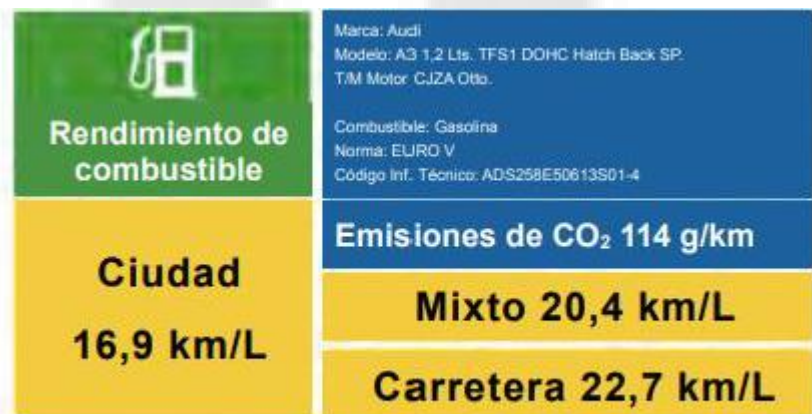 Rendimiento de
combustible
Marca: Audi
Modelo: A3 1,2 Lts. TFS1 DOHC Hatch Back SP.
T/M Motor CJZA Otto.
Combustible: Gasolina
Norma: EURO V
Código Inf. Técnico: ADS258E50613S01-4
Ciudad
16,9 km/L
Emisiones de CO₂ 114 g/km
Mixto 20,4 km/L
Carretera 22,7 km/L